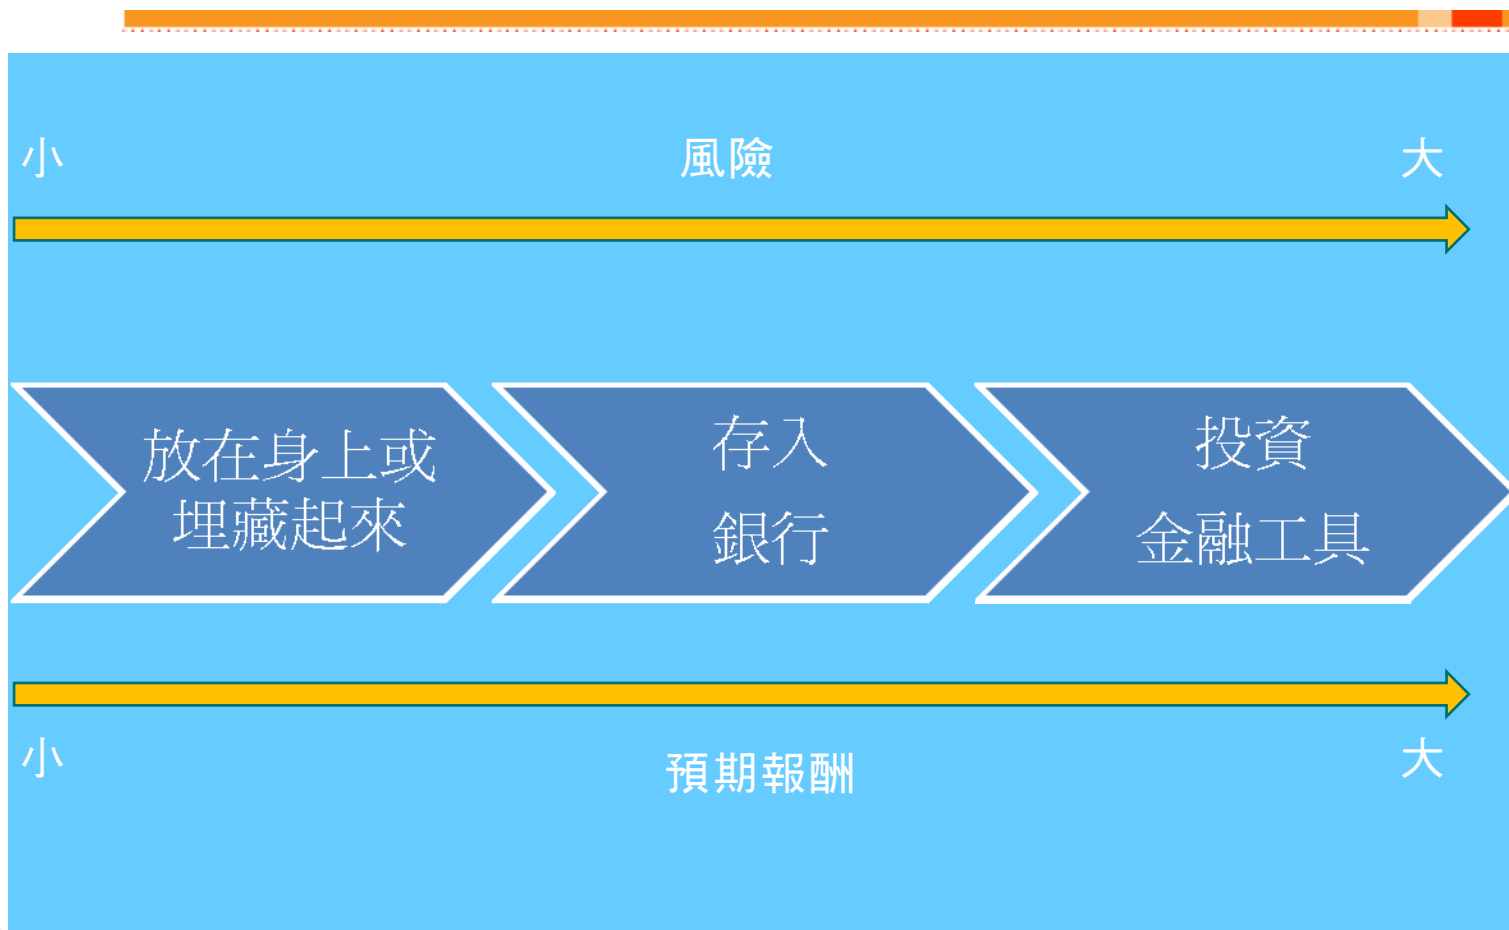 小 風險 大
放在身上或
埋藏起來
存入
銀行
投資
金融工具
小 預期報酬 大